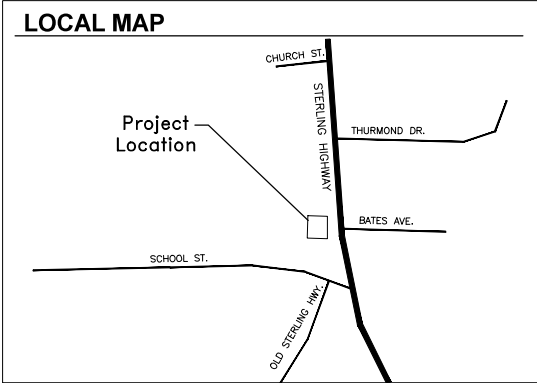 LOCAL MAP
CHURCH ST.
STERLING HIGHWAY
Project
Location
THURMOND DR.
BATES AVE.
SCHOOL ST.
OLD STERLING HWY.